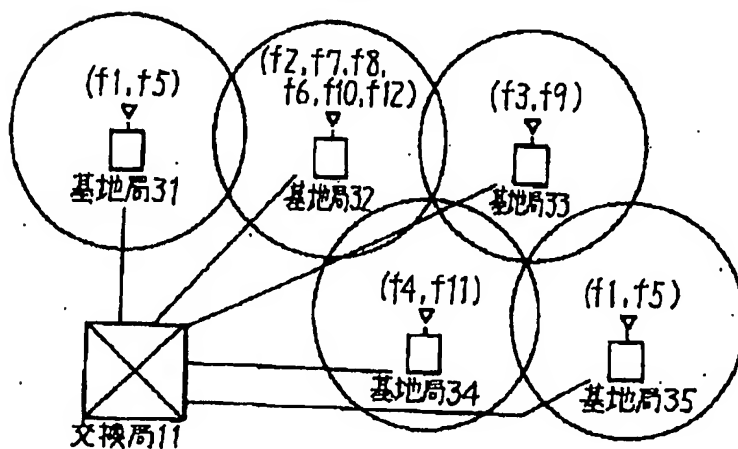 (f1,f5)
基地局31
(f2,f7,f8,
f6,f10,f12)
基地局32
(f3,f9)
基地局33
(f4,f11)
基地局34
(f1,f5)
基地局35
交換局11